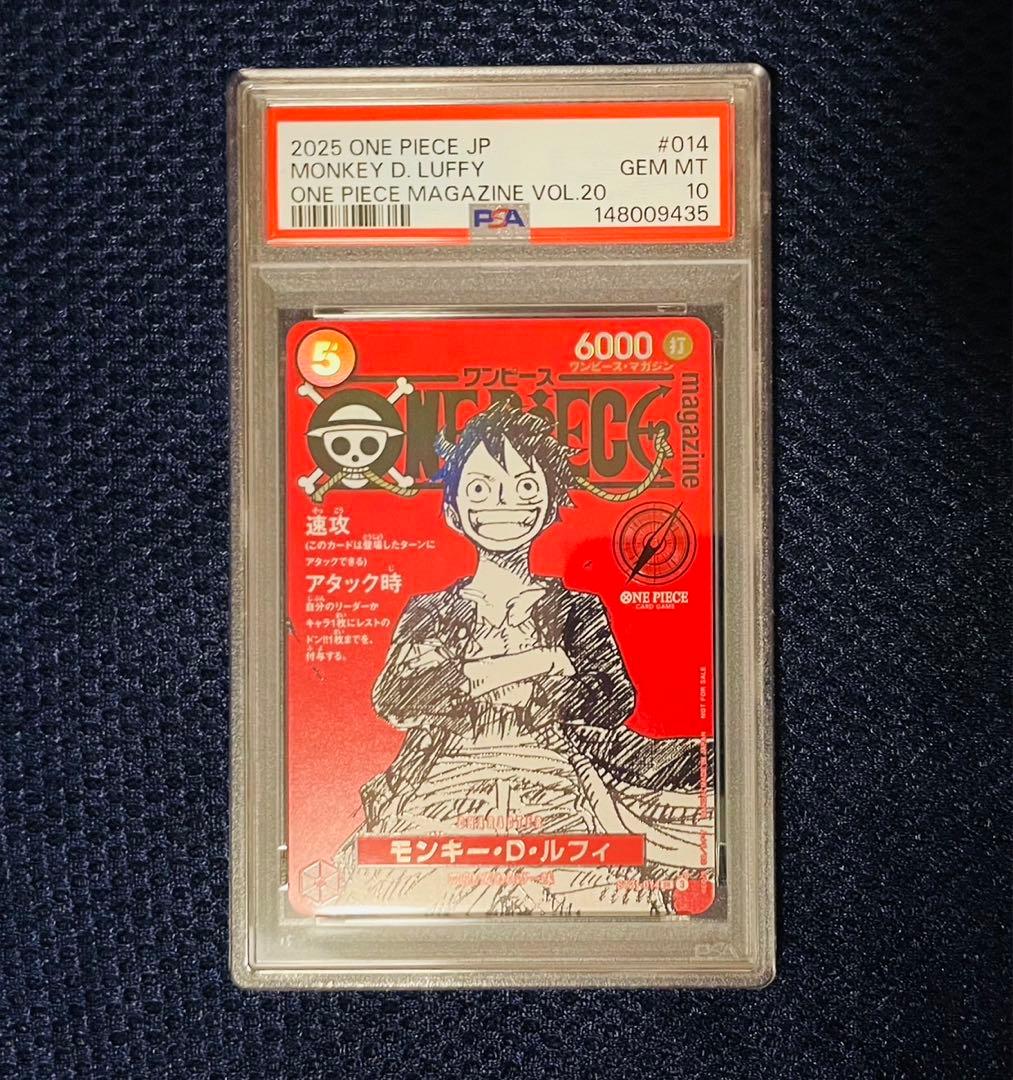 2025 ONE PIECE JP #014
MONKEY D. LUFFY GEM MT
ONE PIECE MAGAZINE VOL.20 10
PSA 148009435
5
6000 打
ワンピース・マガジン
ワンピース
ONE PIECE
magazine
速攻
(このカードは登場したターンに
アタックできる)
アタック時
自分のリーダーか
キャラ1枚にレストの
ドン!!1枚までを、
付与する。
ONE PIECE
CARD GAME
NOT FOR SALE
CHARACTER
モンキー・D・ルフィ
PSA